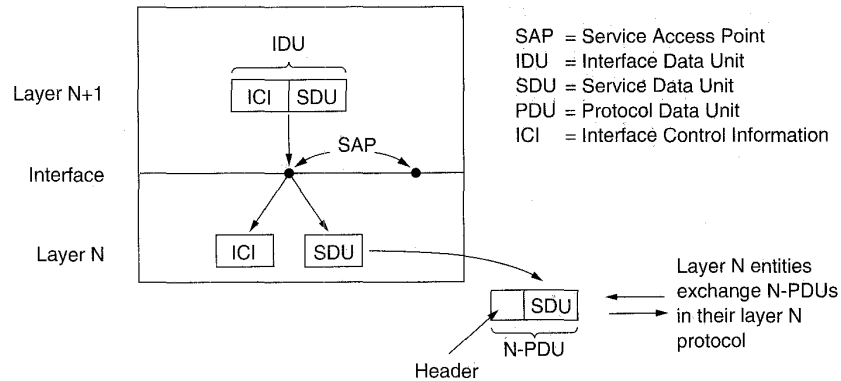 IDU
ICI SDU
Layer N+1
SAP
Interface
Layer N
ICI
SDU
SAP = Service Access Point
IDU = Interface Data Unit
SDU = Service Data Unit
PDU = Protocol Data Unit
ICI = Interface Control Information
SDU
N-PDU
Header
Layer N entities
exchange N-PDUs
in their layer N
protocol